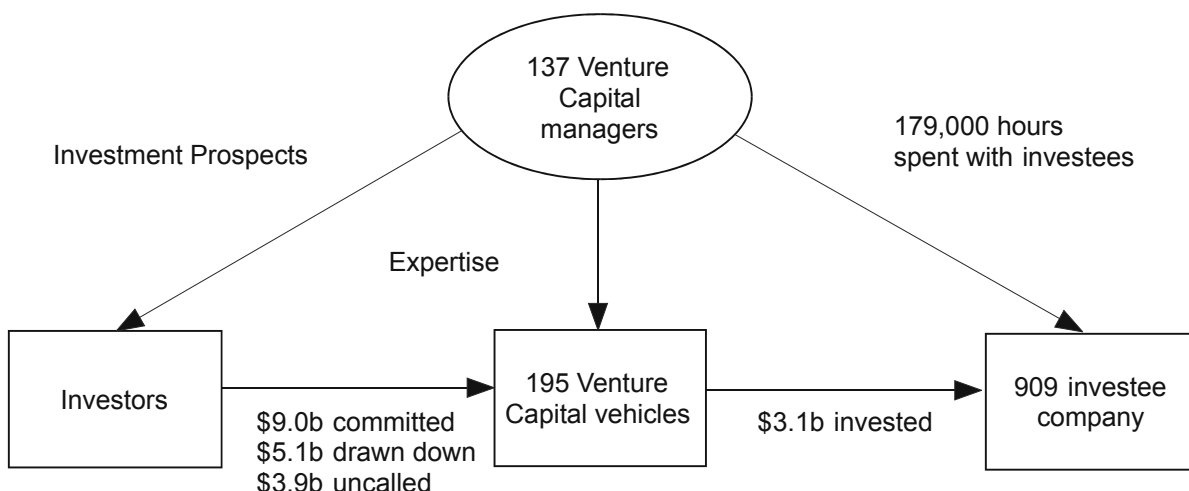 137 Venture
Capital
managers
Investment Prospects
179,000 hours
spent with investees
Expertise
Investors
195 Venture
Capital vehicles
909 investee
company
$9.0b committed
$5.1b drawn down
$3.9b uncalled
$3.1b invested